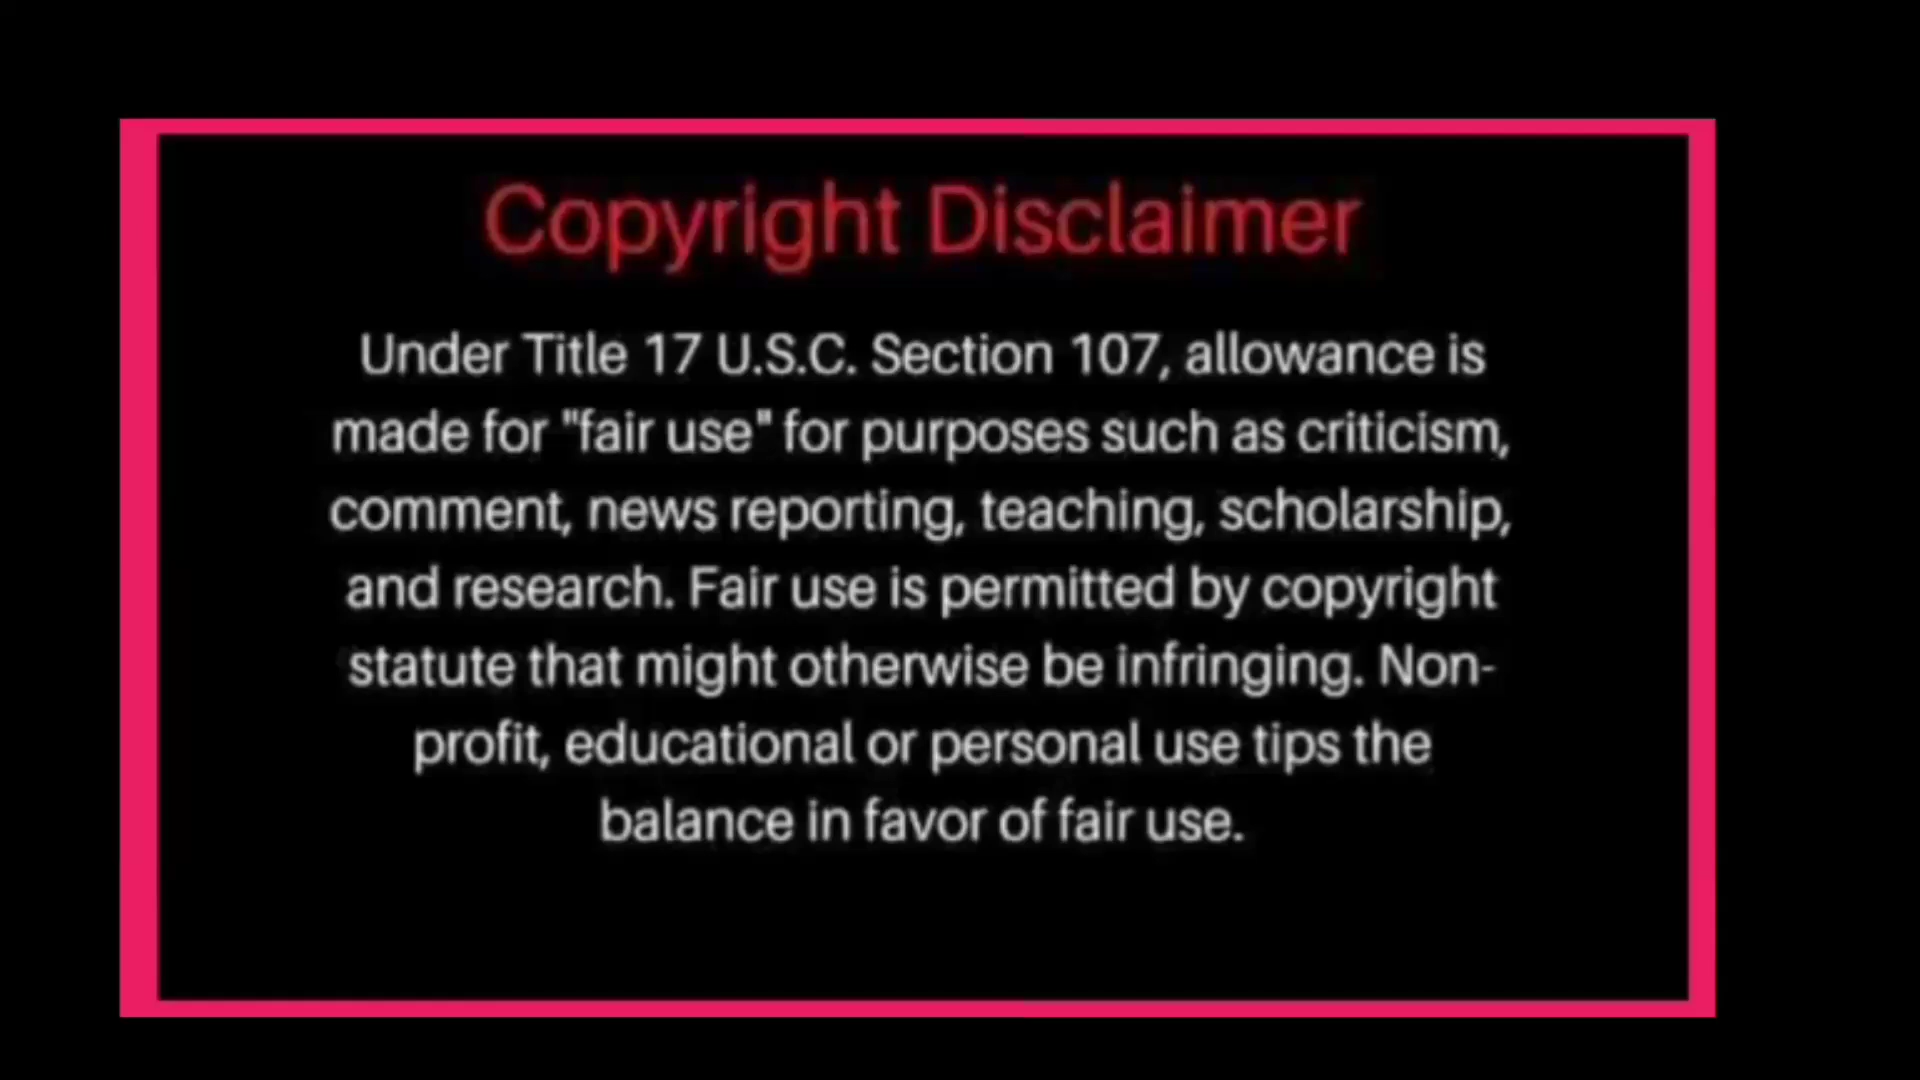 Copyright Disclaimer
Under Title 17 U.S.C. Section 107, allowance is
made for "fair use" for purposes such as criticism,
comment, news reporting, teaching, scholarship,
and research. Fair use is permitted by copyright
statute that might otherwise be infringing. Non-
profit, educational or personal use tips the
balance in favor of fair use.